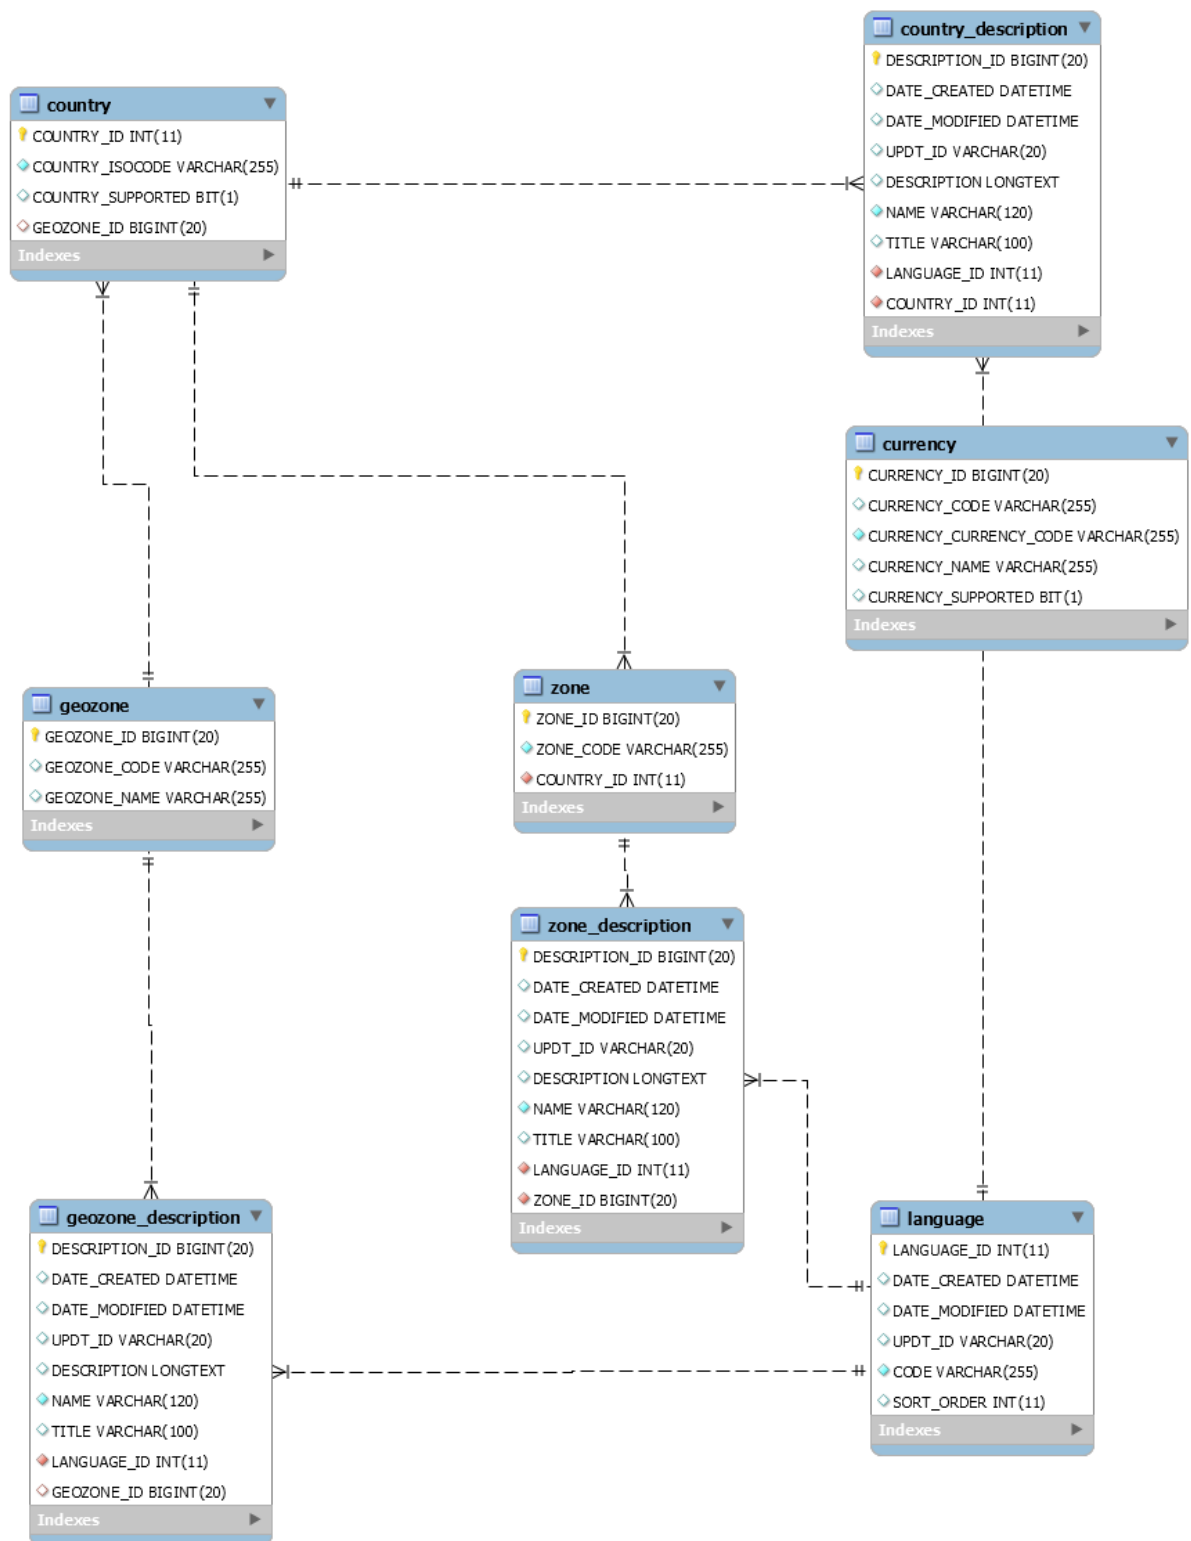 country_description
DESCRIPTION_ID BIGINT(20)
DATE_CREATED DATETIME
DATE_MODIFIED DATETIME
UPDT_ID VARCHAR(20)
DESCRIPTION LONGTEXT
NAME VARCHAR(120)
TITLE VARCHAR(100)
LANGUAGE_ID INT(11)
COUNTRY_ID INT(11)
Indexes
country
COUNTRY_ID INT(11)
COUNTRY_ISOCODE VARCHAR(255)
COUNTRY_SUPPORTED BIT(1)
GEOZONE_ID BIGINT(20)
Indexes
currency
CURRENCY_ID BIGINT(20)
CURRENCY_CODE VARCHAR(255)
CURRENCY_CURRENCY_CODE VARCHAR(255)
CURRENCY_NAME VARCHAR(255)
CURRENCY_SUPPORTED BIT(1)
Indexes
geozone
GEOZONE_ID BIGINT(20)
GEOZONE_CODE VARCHAR(255)
GEOZONE_NAME VARCHAR(255)
Indexes
zone
ZONE_ID BIGINT(20)
ZONE_CODE VARCHAR(255)
COUNTRY_ID INT(11)
Indexes
zone_description
DESCRIPTION_ID BIGINT(20)
DATE_CREATED DATETIME
DATE_MODIFIED DATETIME
UPDT_ID VARCHAR(20)
DESCRIPTION LONGTEXT
NAME VARCHAR(120)
TITLE VARCHAR(100)
LANGUAGE_ID INT(11)
ZONE_ID BIGINT(20)
Indexes
geozone_description
DESCRIPTION_ID BIGINT(20)
DATE_CREATED DATETIME
DATE_MODIFIED DATETIME
UPDT_ID VARCHAR(20)
DESCRIPTION LONGTEXT
NAME VARCHAR(120)
TITLE VARCHAR(100)
LANGUAGE_ID INT(11)
GEOZONE_ID BIGINT(20)
Indexes
language
LANGUAGE_ID INT(11)
DATE_CREATED DATETIME
DATE_MODIFIED DATETIME
UPDT_ID VARCHAR(20)
CODE VARCHAR(255)
SORT_ORDER INT(11)
Indexes